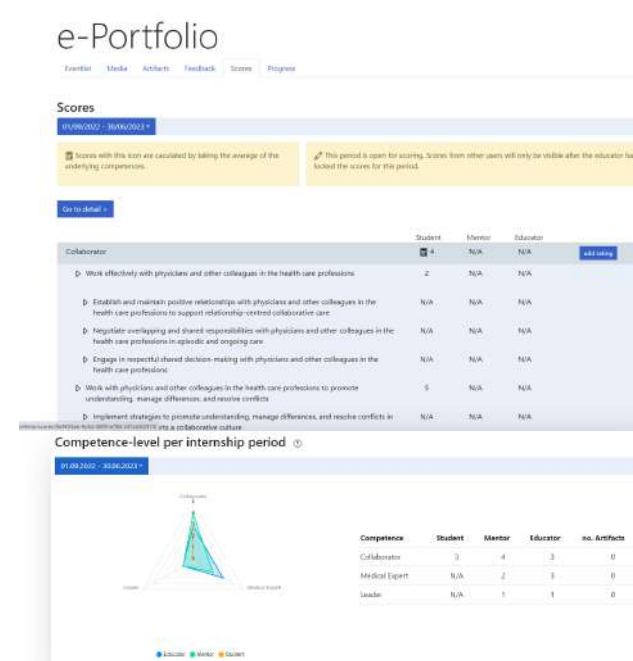 e-Portfolio
Eventlist Media Artifacts Feedback Scores Progress
Scores
01/09/2022 - 30/06/2023
Scores with this icon are caculated by taking the average of the
underlying competences.
This period is open for scoring. Scores from other users will only be visible after the educator has
locked the scores for this period.
Go to detail »
Student Mentor Educator
Collaborator 4 N/A N/A add rating
Work effectively with physicians and other colleagues in the health care professions 2 N/A N/A
Establish and maintain positive relationships with physicians and other colleagues in the N/A N/A N/A
health care professions to support relationship-centred collaborative care
Negotiate overlapping and shared responsibilities with physicians and other colleagues in the N/A N/A N/A
health care professions in episodic and ongoing care
Engage in respectful shared decision-making with physicians and other colleagues in the N/A N/A N/A
health care professions
Work with physicians and other colleagues in the health care professions to promote 5 N/A N/A
understanding, manage differences, and resolve conflicts
Implement strategies to promote understanding, manage differences, and resolve conflicts in N/A N/A N/A
a collaborative culture
Competence-level per internship period
01.09.2022 - 30.06.2023
Collaborator
Leader
Medical Expert
Educator Mentor Student
Competence Student Mentor Educator no. Artifacts
Collaborator 3 4 3 0
Medical Expert N/A 2 3 0
Leader N/A 1 1 0